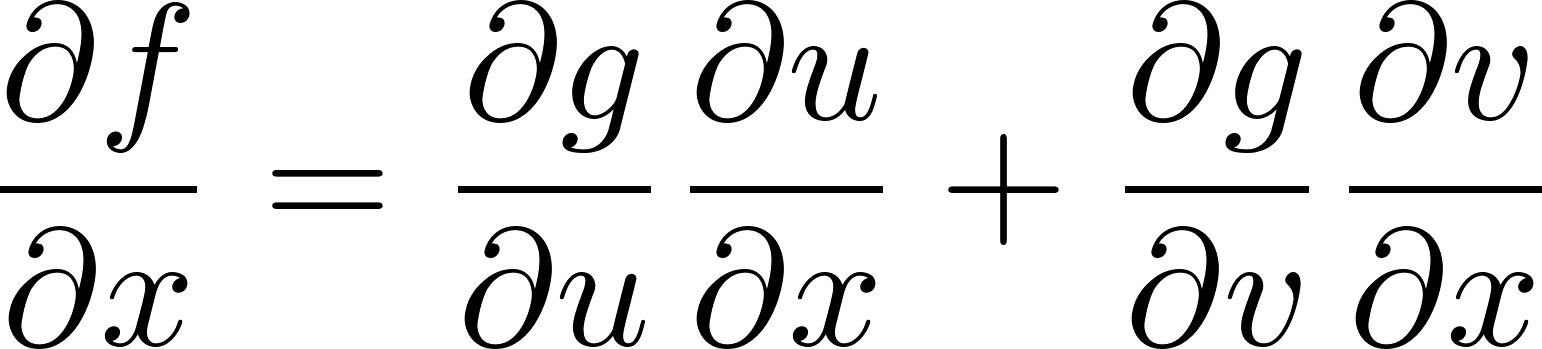 ∂f/∂x = ∂g/∂u ∂u/∂x + ∂g/∂v ∂v/∂x